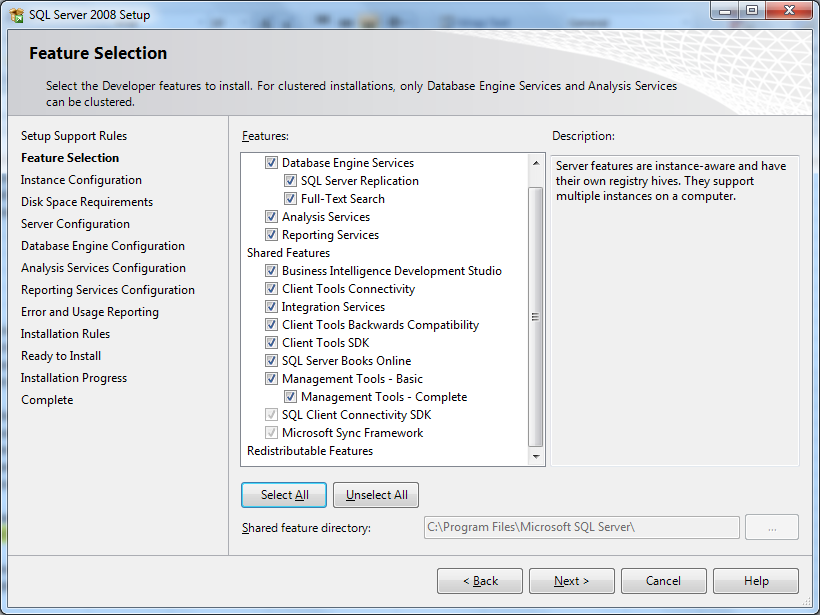 SQL Server 2008 Setup
Feature Selection
Select the Developer features to install. For clustered installations, only Database Engine Services and Analysis Services
can be clustered.
Setup Support Rules
Feature Selection
Instance Configuration
Disk Space Requirements
Server Configuration
Database Engine Configuration
Analysis Services Configuration
Reporting Services Configuration
Error and Usage Reporting
Installation Rules
Ready to Install
Installation Progress
Complete
Features:
Database Engine Services
SQL Server Replication
Full-Text Search
Analysis Services
Reporting Services
Shared Features
Business Intelligence Development Studio
Client Tools Connectivity
Integration Services
Client Tools Backwards Compatibility
Client Tools SDK
SQL Server Books Online
Management Tools - Basic
Management Tools - Complete
SQL Client Connectivity SDK
Microsoft Sync Framework
Redistributable Features
Description:
Server features are instance-aware and have
their own registry hives. They support
multiple instances on a computer.
Select All
Unselect All
Shared feature directory:
C:\Program Files\Microsoft SQL Server\
...
< Back
Next >
Cancel
Help